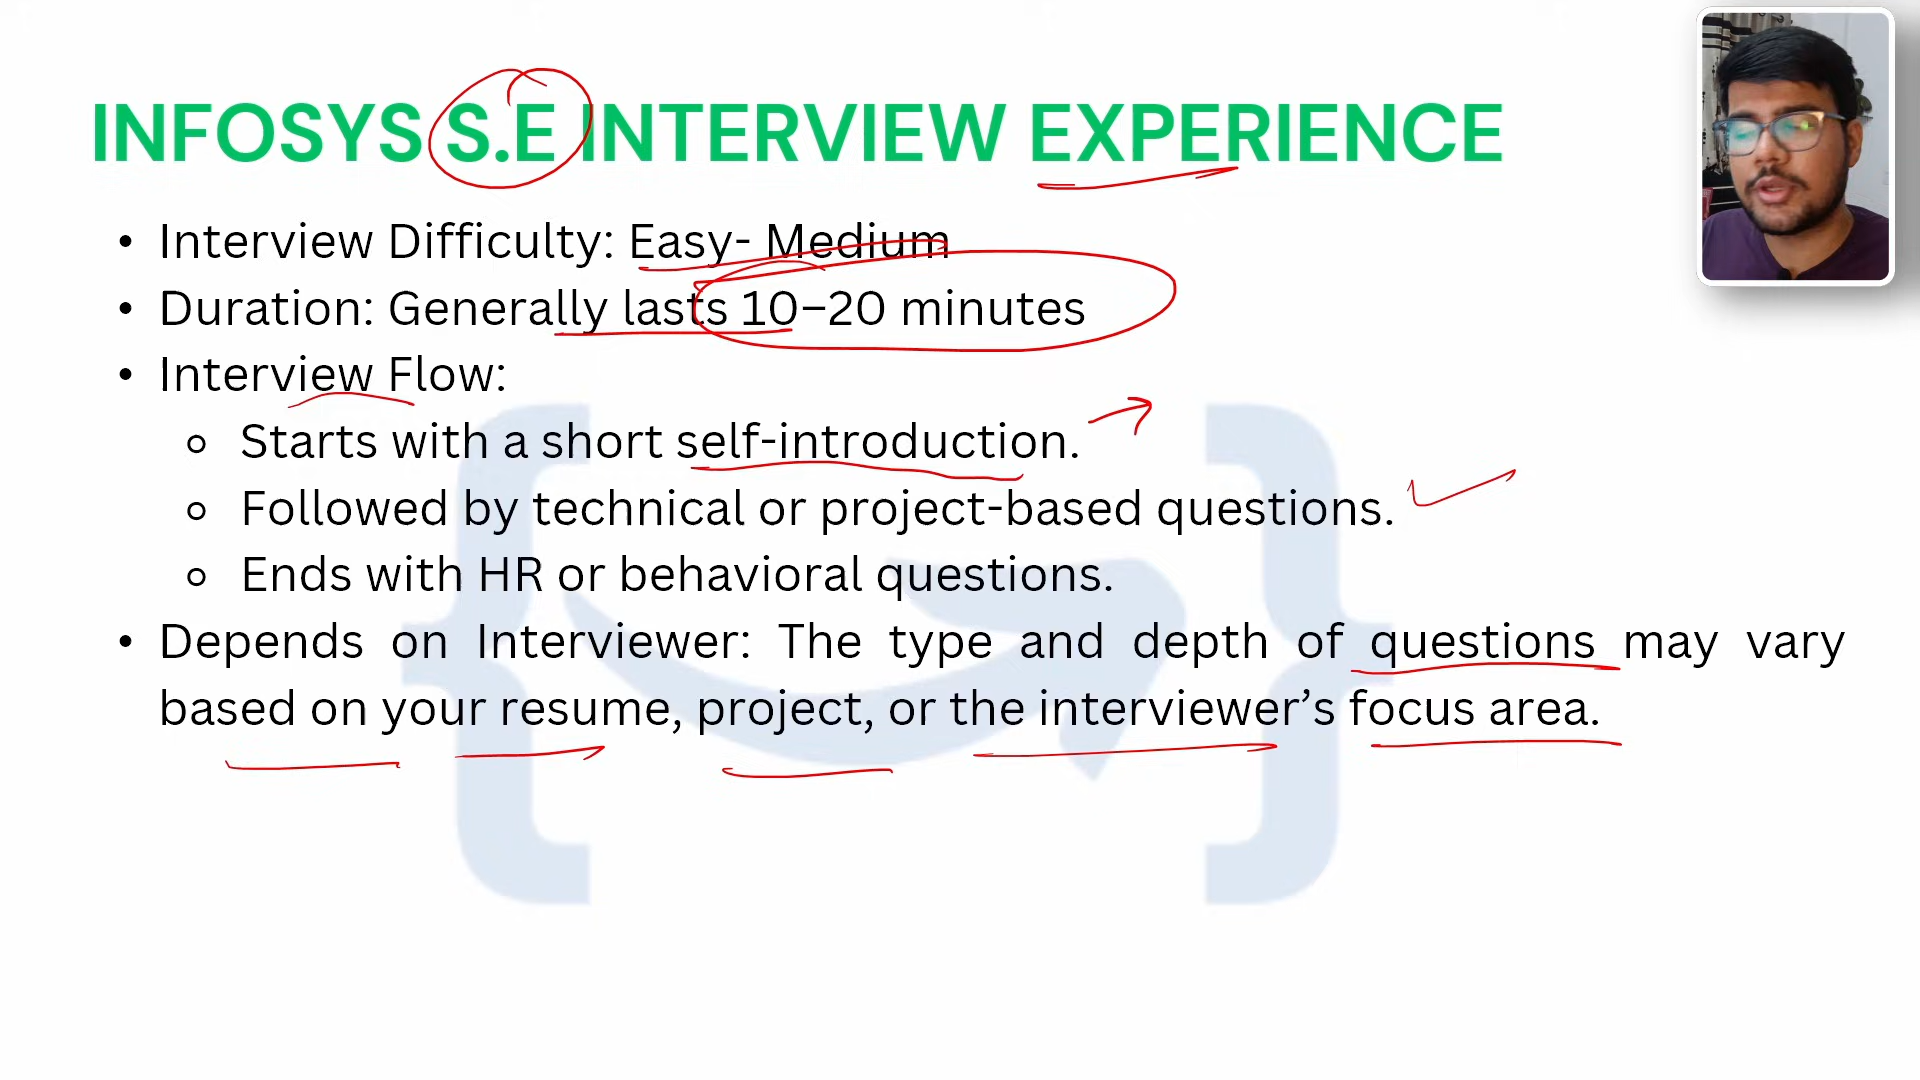 INFOSYS S.E INTERVIEW EXPERIENCE
• Interview Difficulty: Easy- Medium
• Duration: Generally lasts 10–20 minutes
• Interview Flow:
◦ Starts with a short self-introduction.
◦ Followed by technical or project-based questions.
◦ Ends with HR or behavioral questions.
• Depends on Interviewer: The type and depth of questions may vary
based on your resume, project, or the interviewer’s focus area.